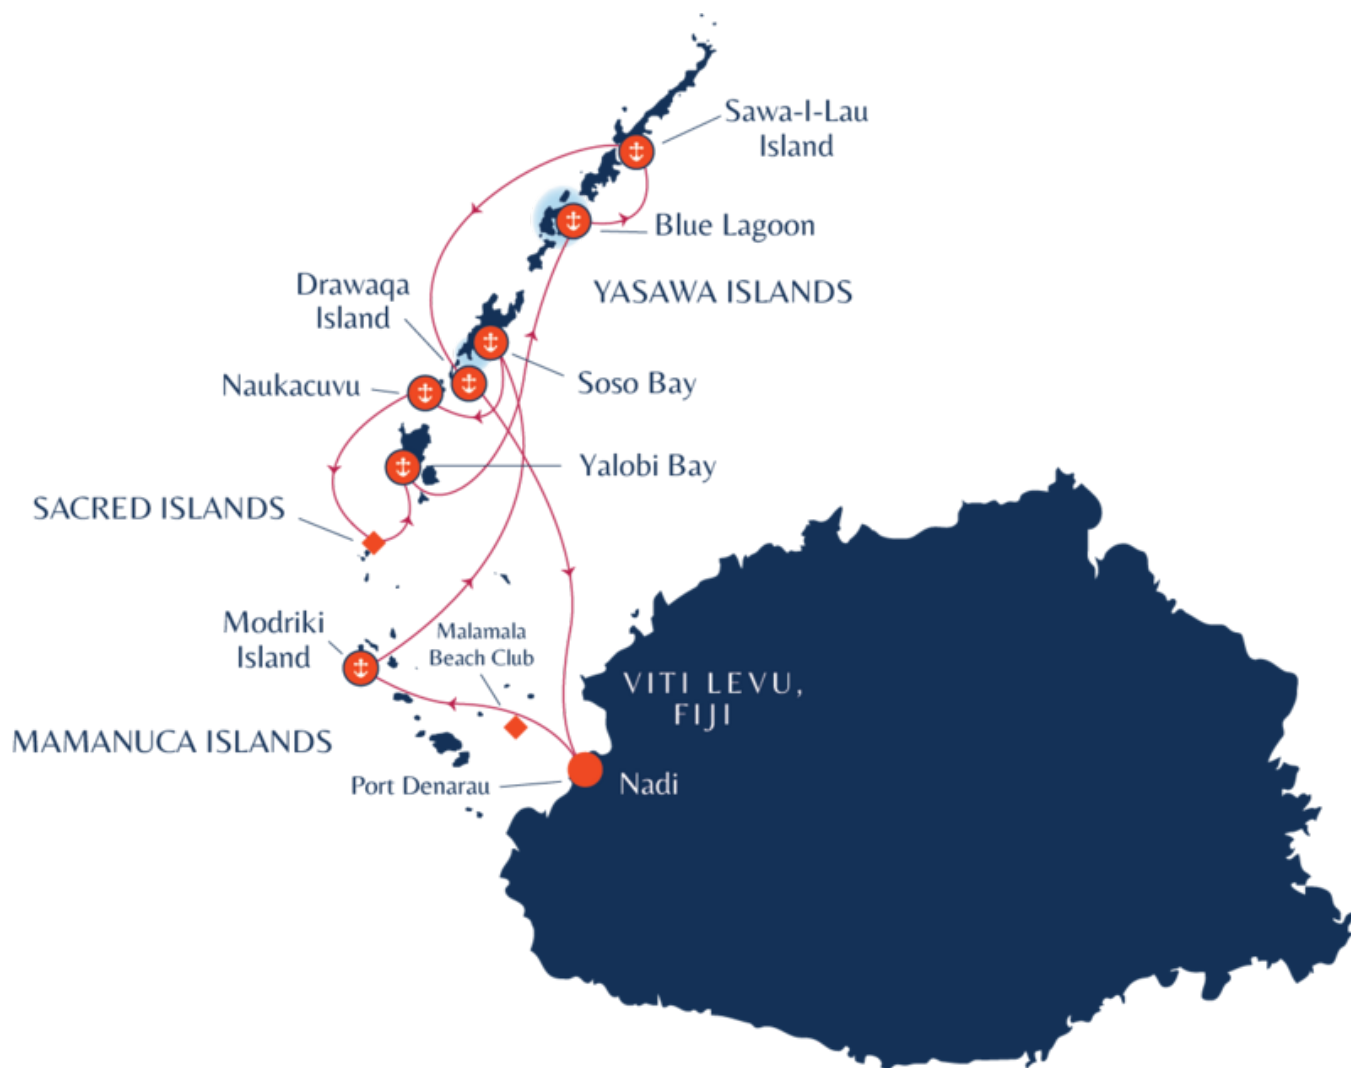 Sawa-I-Lau
Island
Blue Lagoon
YASAWA ISLANDS
Drawaqa
Island
Naukacuvu
Soso Bay
Yalobi Bay
SACRED ISLANDS
Modriki
Island
Malamala
Beach Club
VITI LEVU,
FIJI
MAMANUCA ISLANDS
Port Denarau
Nadi